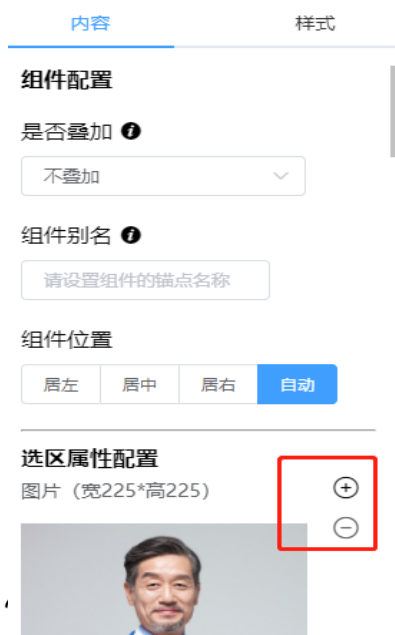 内容 样式
组件配置
是否叠加
不叠加
组件别名
请设置组件的锚点名称
组件位置
居左 居中 居右 自动
选区属性配置
图片（宽225*高225）